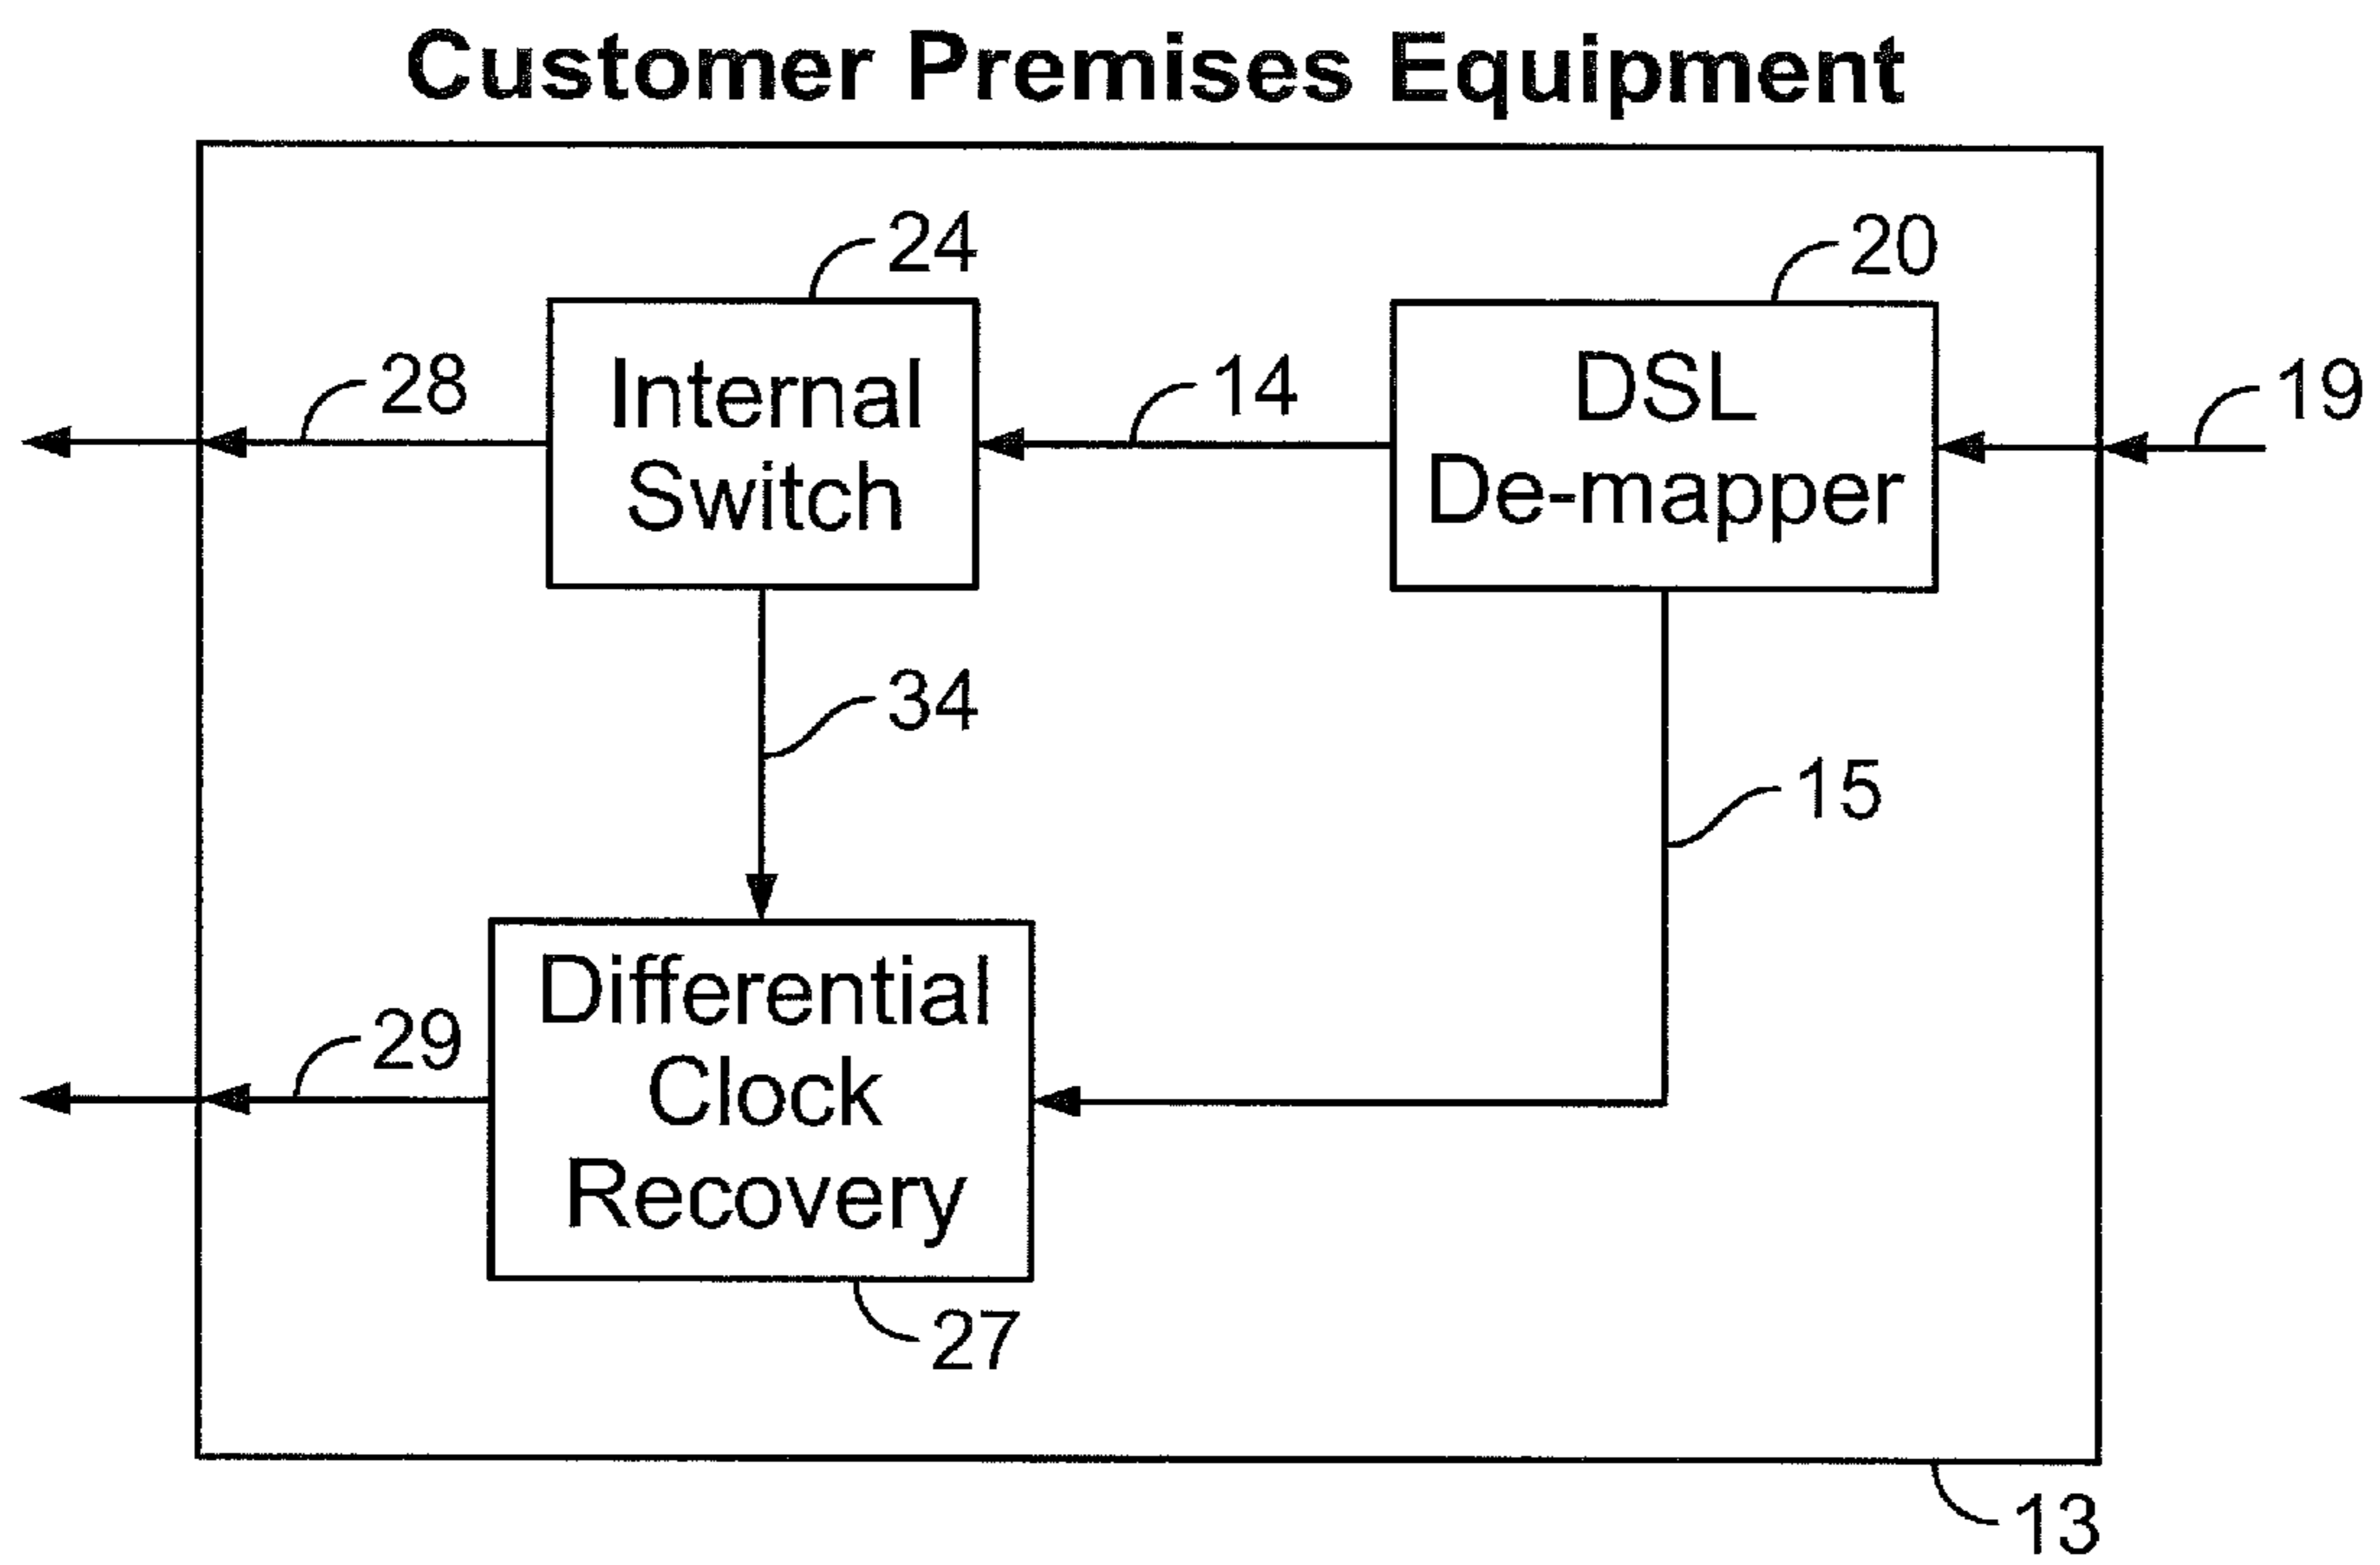 Customer Premises Equipment
24
20
28
Internal
Switch
14
DSL
De-mapper
19
34
15
29
Differential
Clock
Recovery
27
13